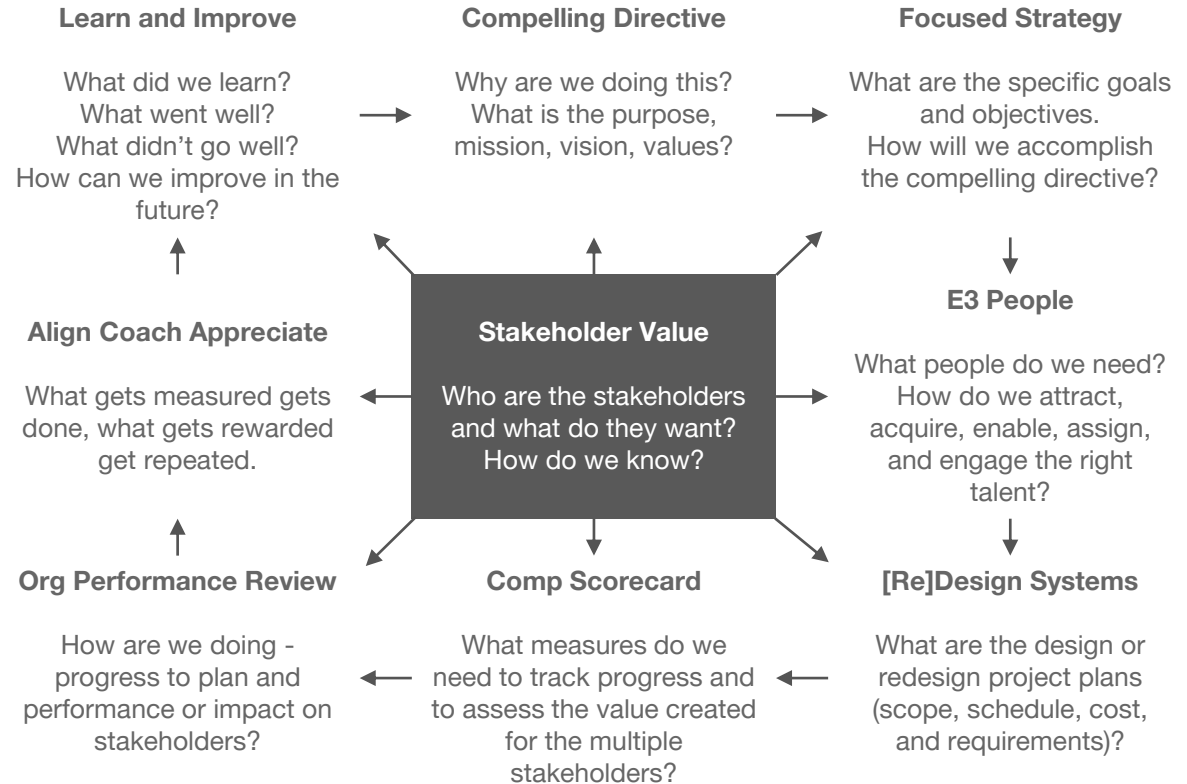 Learn and Improve
What did we learn?
What went well?
What didn’t go well?
How can we improve in the
future?
Compelling Directive
Why are we doing this?
What is the purpose,
mission, vision, values?
Focused Strategy
What are the specific goals
and objectives.
How will we accomplish
the compelling directive?
Align Coach Appreciate
What gets measured gets
done, what gets rewarded
get repeated.
Stakeholder Value
Who are the stakeholders
and what do they want?
How do we know?
E3 People
What people do we need?
How do we attract,
acquire, enable, assign,
and engage the right
talent?
Org Performance Review
How are we doing -
progress to plan and
performance or impact on
stakeholders?
Comp Scorecard
What measures do we
need to track progress and
to assess the value created
for the multiple
stakeholders?
[Re]Design Systems
What are the design or
redesign project plans
(scope, schedule, cost,
and requirements)?